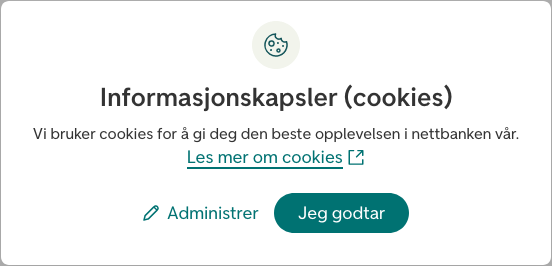 Informasjonskapsler (cookies)
Vi bruker cookies for å gi deg den beste opplevelsen i nettbanken vår.
Les mer om cookies
Administrer
Jeg godtar